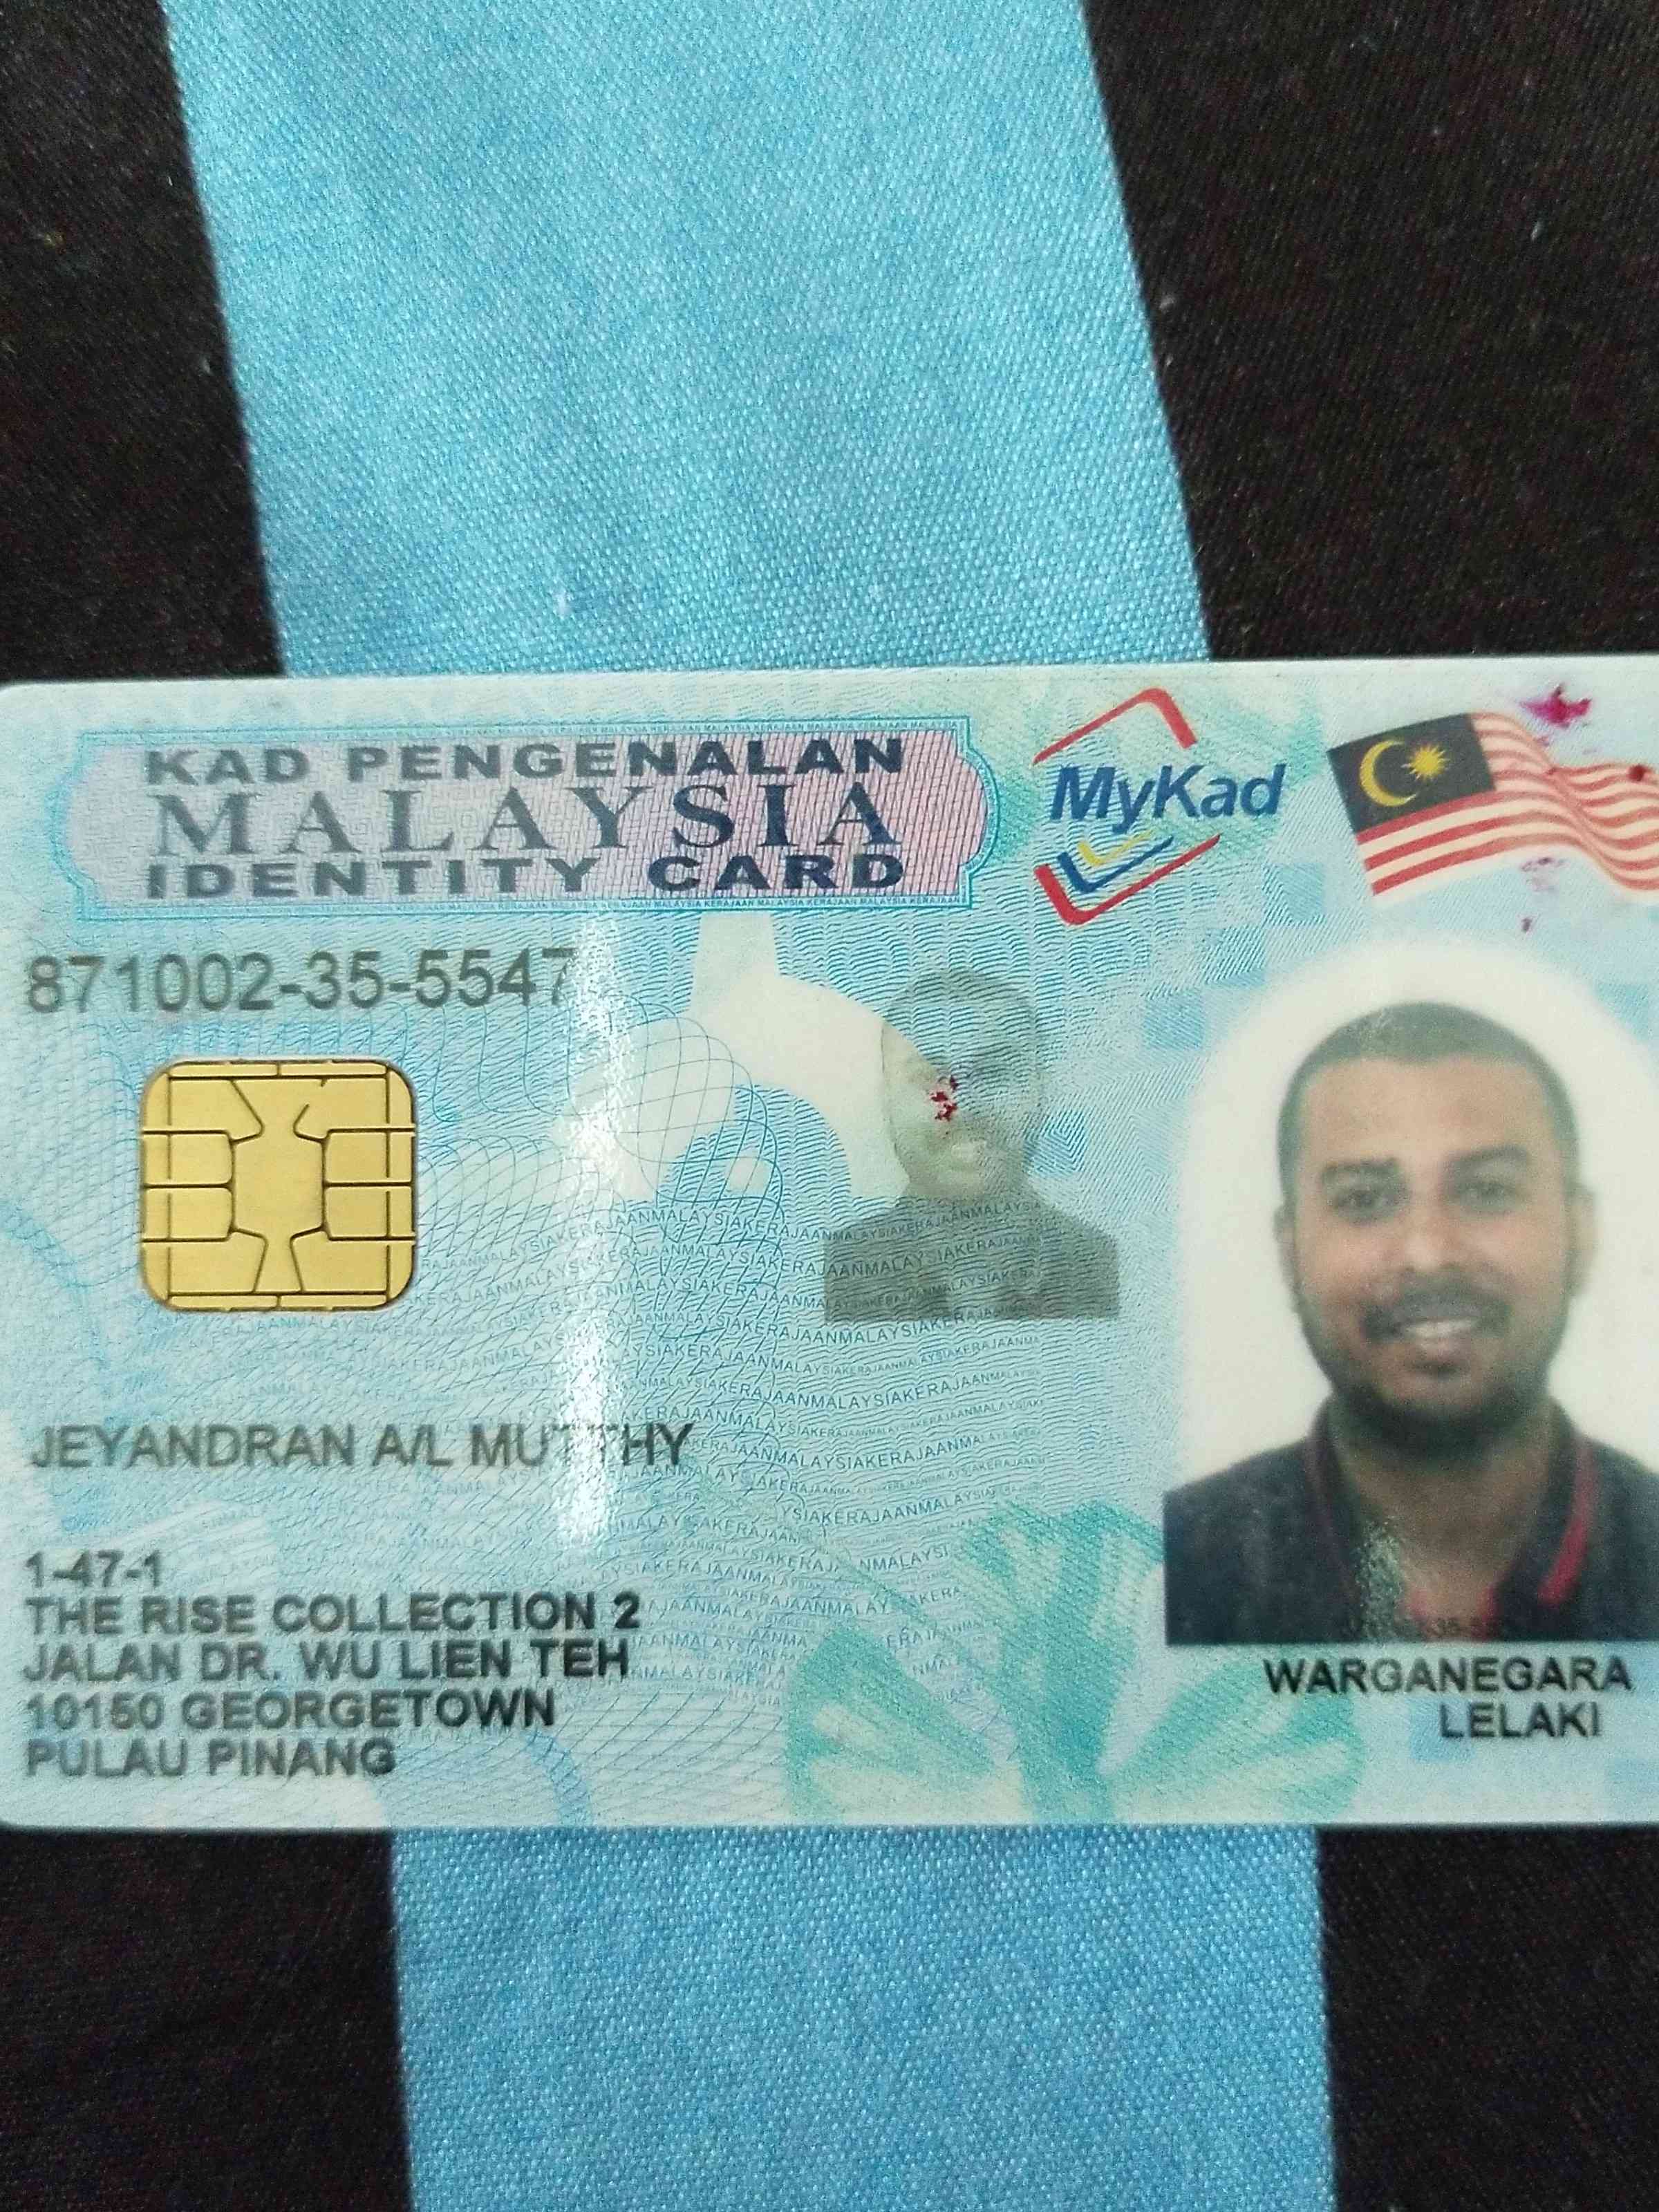 KAD PENGENALAN
MALAYSIA
IDENTITY CARD
MyKad
871002-35-5547
JEYANDRAN A/L MUTTHY
1-47-1
THE RISE COLLECTION 2
JALAN DR. WU LIEN TEH
10150 GEORGETOWN
PULAU PINANG
WARGANEGARA
LELAKI